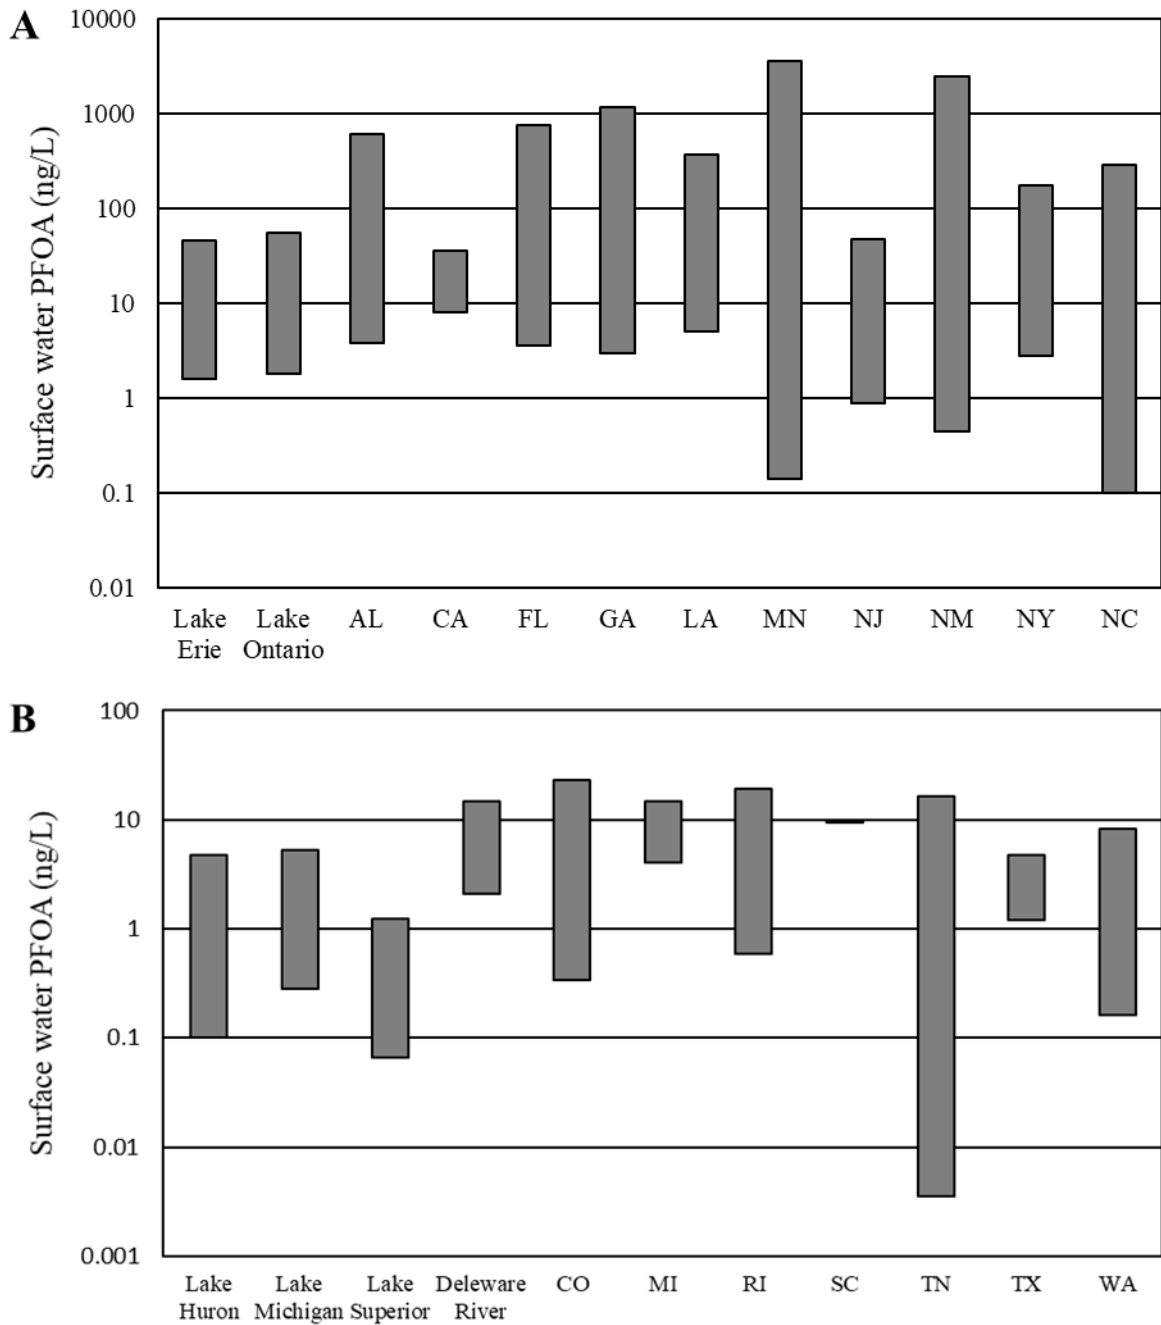 A
Surface water PFOA (ng/L)
10000
1000
100
10
1
0.1
0.01
Lake Erie
Lake Ontario
AL
CA
FL
GA
LA
MN
NJ
NM
NY
NC
B
Surface water PFOA (ng/L)
100
10
1
0.1
0.01
0.001
Lake Huron
Lake Michigan
Lake Superior
Deleware River
CO
MI
RI
SC
TN
TX
WA